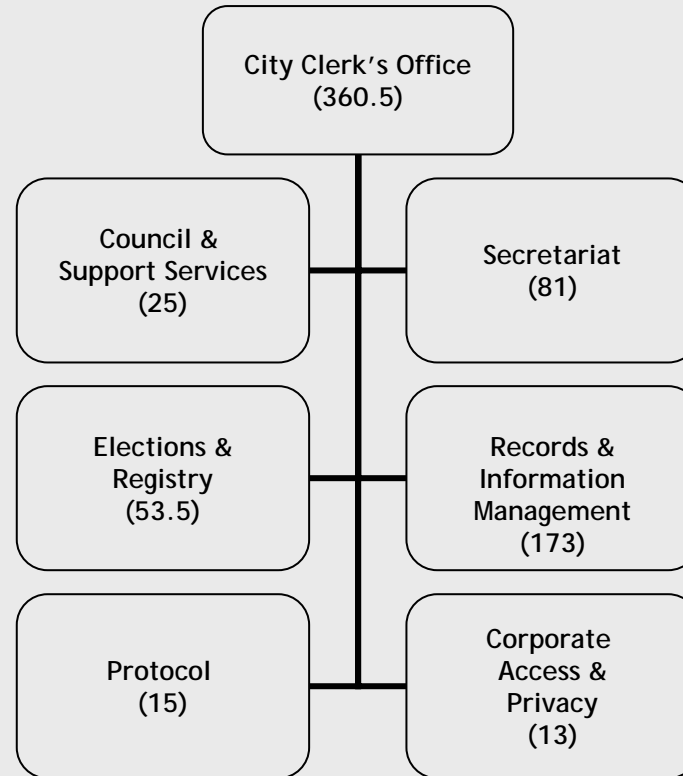 City Clerk's Office
(360.5)
Council &
Support Services
(25)
Secretariat
(81)
Elections &
Registry
(53.5)
Records &
Information
Management
(173)
Protocol
(15)
Corporate
Access &
Privacy
(13)